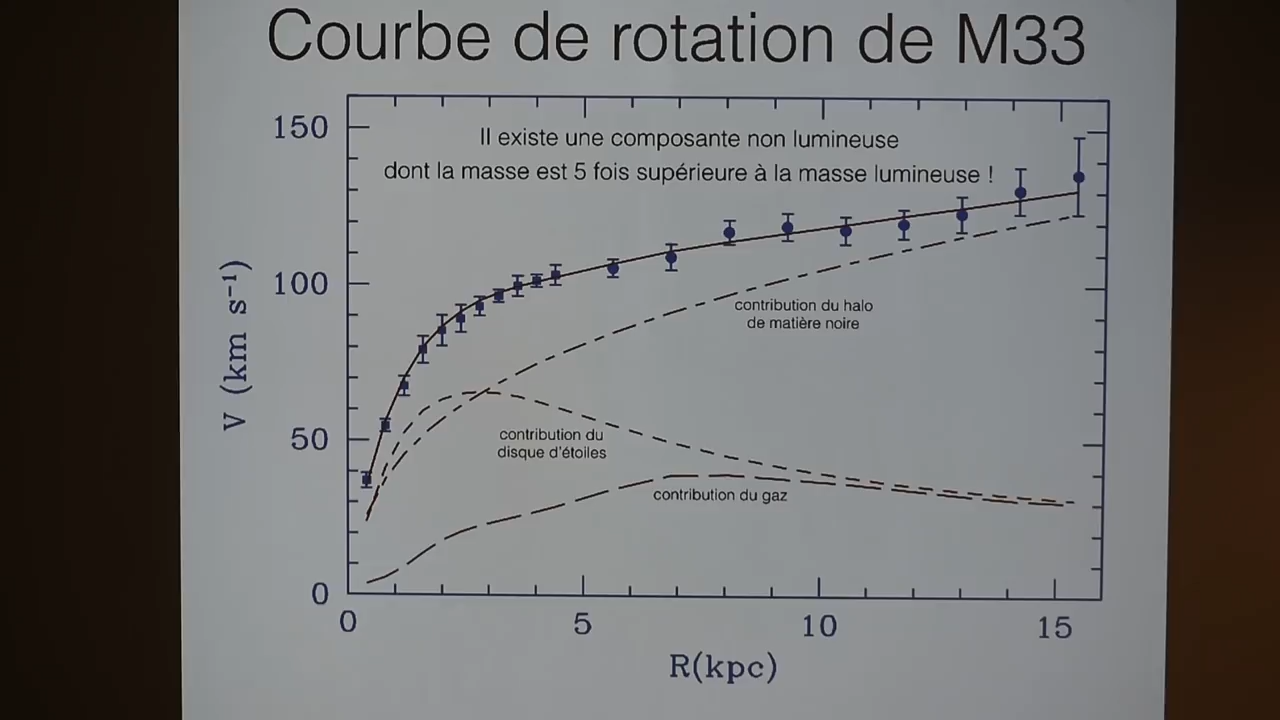 Courbe de rotation de M33
Il existe une composante non lumineuse
dont la masse est 5 fois supérieure à la masse lumineuse !
150
100
50
0
V (km s⁻¹)
contribution du halo
de matière noire
contribution du
disque d'étoiles
contribution du gaz
0 5 10 15
R(kpc)